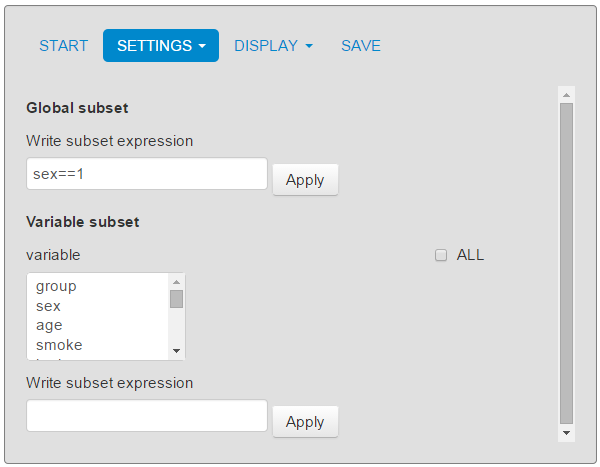 START SETTINGS DISPLAY SAVE
Global subset
Write subset expression
sex==1 Apply
Variable subset
variable ALL
group
sex
age
smoke
Write subset expression
Apply